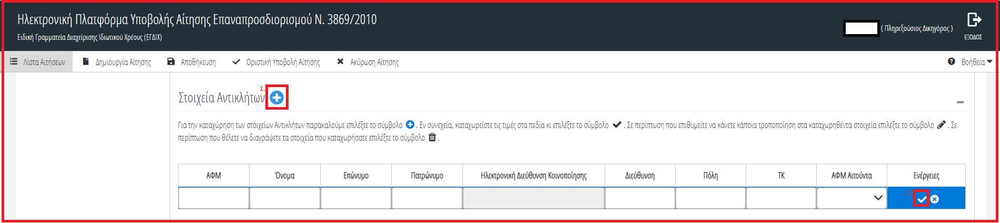 Ηλεκτρονική Πλατφόρμα Υποβολής Αίτησης Επαναπροσδιορισμού Ν. 3869/2010
Ειδική Γραμματεία Διαχείρισης Ιδιωτικού Χρέους (ΕΓΔΙΧ)
( Πληρεξούσιος Δικηγόρος )
ΕΞΟΔΟΣ
Λίστα Αιτήσεων Δημιουργία Αίτησης Αποθήκευση Οριστική Υποβολή Αίτησης Ακύρωση Αίτησης Βοήθεια
1.
Στοιχεία Αντικλήτων
Για την καταχώρηση των στοιχείων Αντικλήτων παρακαλούμε επιλέξτε το σύμβολο . Εν συνεχεία, καταχωρείστε τις τιμές στα πεδία κι επιλέξτε το σύμβολο . Σε περίπτωση που επιθυμείτε να κάνετε κάποια τροποποίηση στα καταχωρηθέντα στοιχεία επιλέξτε το σύμβολο . Σε
περίπτωση που θέλετε να διαγράψετε τα στοιχεία που καταχωρήσατε επιλέξτε το σύμβολο .
ΑΦΜ Όνομα Επώνυμο Πατρώνυμο Ηλεκτρονική Διεύθυνση Κοινοποίησης Διεύθυνση Πόλη ΤΚ ΑΦΜ Αιτούντα Ενέργειες
2.